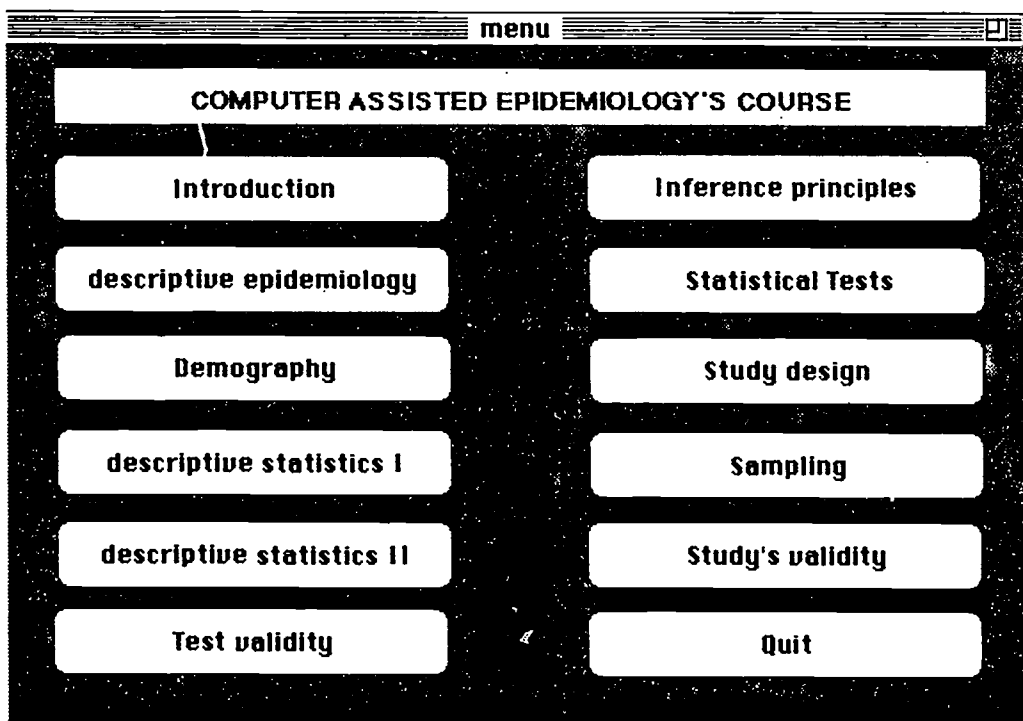 menu
COMPUTER ASSISTED EPIDEMIOLOGY'S COURSE
Introduction
descriptive epidemiology
Demography
descriptive statistics I
descriptive statistics II
Test validity
Inference principles
Statistical Tests
Study design
Sampling
Study's validity
Quit